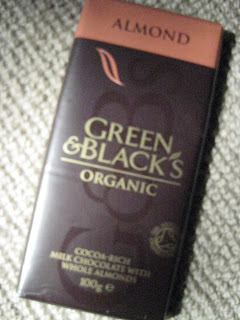 ALMOND
GREEN
&BLACK'S
ORGANIC
COCOA-RICH
MILK CHOCOLATE WITH
WHOLE ALMONDS
100g e